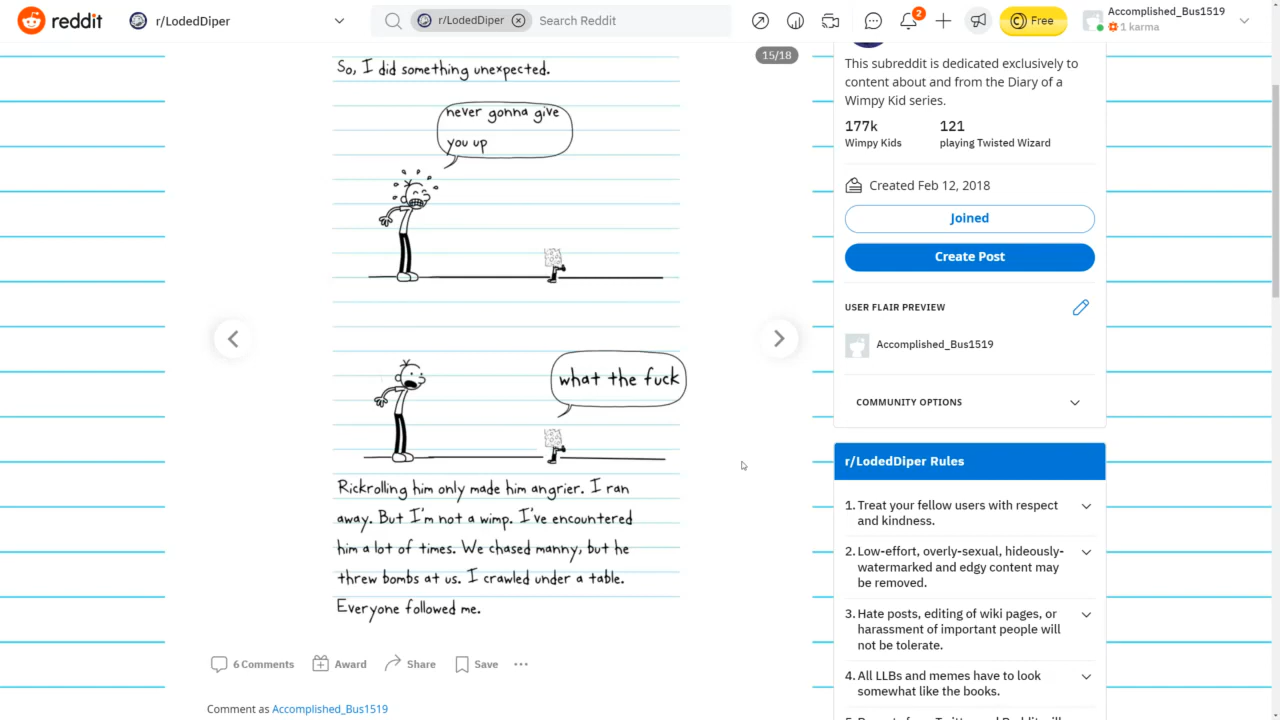 reddit
r/LodedDiper
r/LodedDiper
Search Reddit
2
Free
Accomplished_Bus1519
1 karma
15/18
So, I did something unexpected.
never gonna give
you up
what the fuck
Rickrolling him only made him angrier. I ran
away. But I'm not a wimp. I've encountered
him a lot of times. We chased manny, but he
threw bombs at us. I crawled under a table.
Everyone followed me.
6 Comments
Award
Share
Save
Comment as Accomplished_Bus1519
This subreddit is dedicated exclusively to
content about and from the Diary of a
Wimpy Kid series.
177k
121
Wimpy Kids
playing Twisted Wizard
Created Feb 12, 2018
Joined
Create Post
USER FLAIR PREVIEW
Accomplished_Bus1519
COMMUNITY OPTIONS
r/LodedDiper Rules
1. Treat your fellow users with respect
and kindness.
2. Low-effort, overly-sexual, hideously-
watermarked and edgy content may
be removed.
3. Hate posts, editing of wiki pages, or
harassment of important people will
not be tolerate.
4. All LLBs and memes have to look
somewhat like the books.